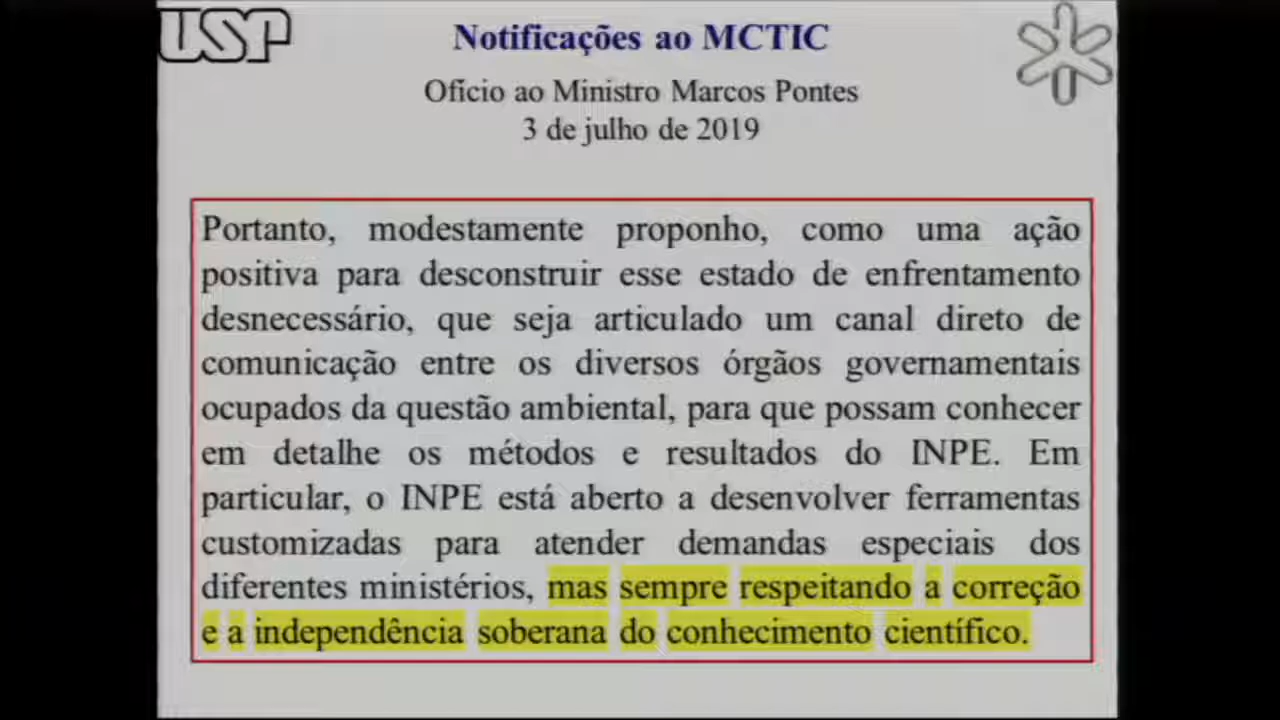 USP
Notificações ao MCTIC
Ofício ao Ministro Marcos Pontes
3 de julho de 2019
Portanto, modestamente proponho, como uma ação
positiva para desconstruir esse estado de enfrentamento
desnecessário, que seja articulado um canal direto de
comunicação entre os diversos órgãos governamentais
ocupados da questão ambiental, para que possam conhecer
em detalhe os métodos e resultados do INPE. Em
particular, o INPE está aberto a desenvolver ferramentas
customizadas para atender demandas especiais dos
diferentes ministérios, mas sempre respeitando a correção
e a independência soberana do conhecimento científico.